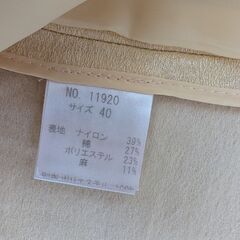 NO. 11920
サイズ 40
表地 ナイロン 39%
綿 27%
ポリエステル 23%
麻 11%